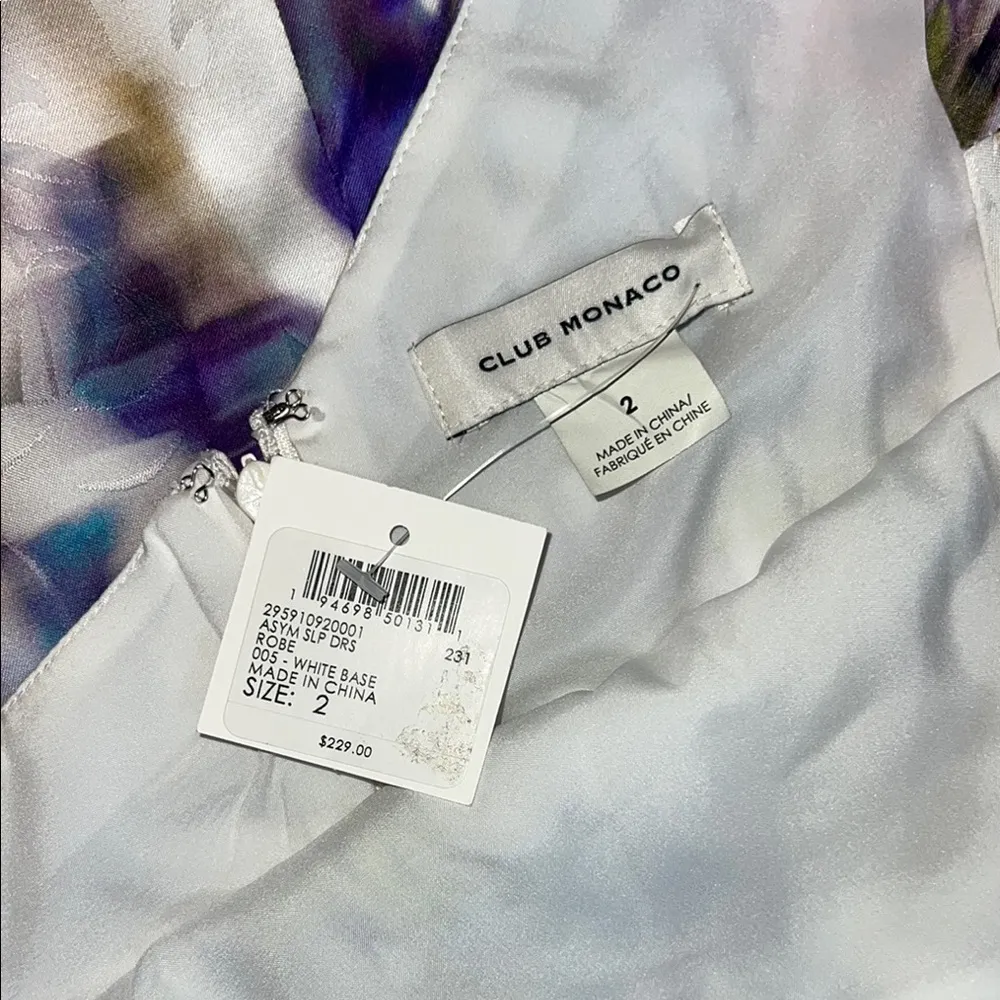 CLUB MONACO
2
MADE IN CHINA/
FABRIQUÉ EN CHINE
1 94698 50131 1
295910920001
ASYM SLP DRS
ROBE 231
005 - WHITE BASE
MADE IN CHINA
SIZE: 2
$229.00